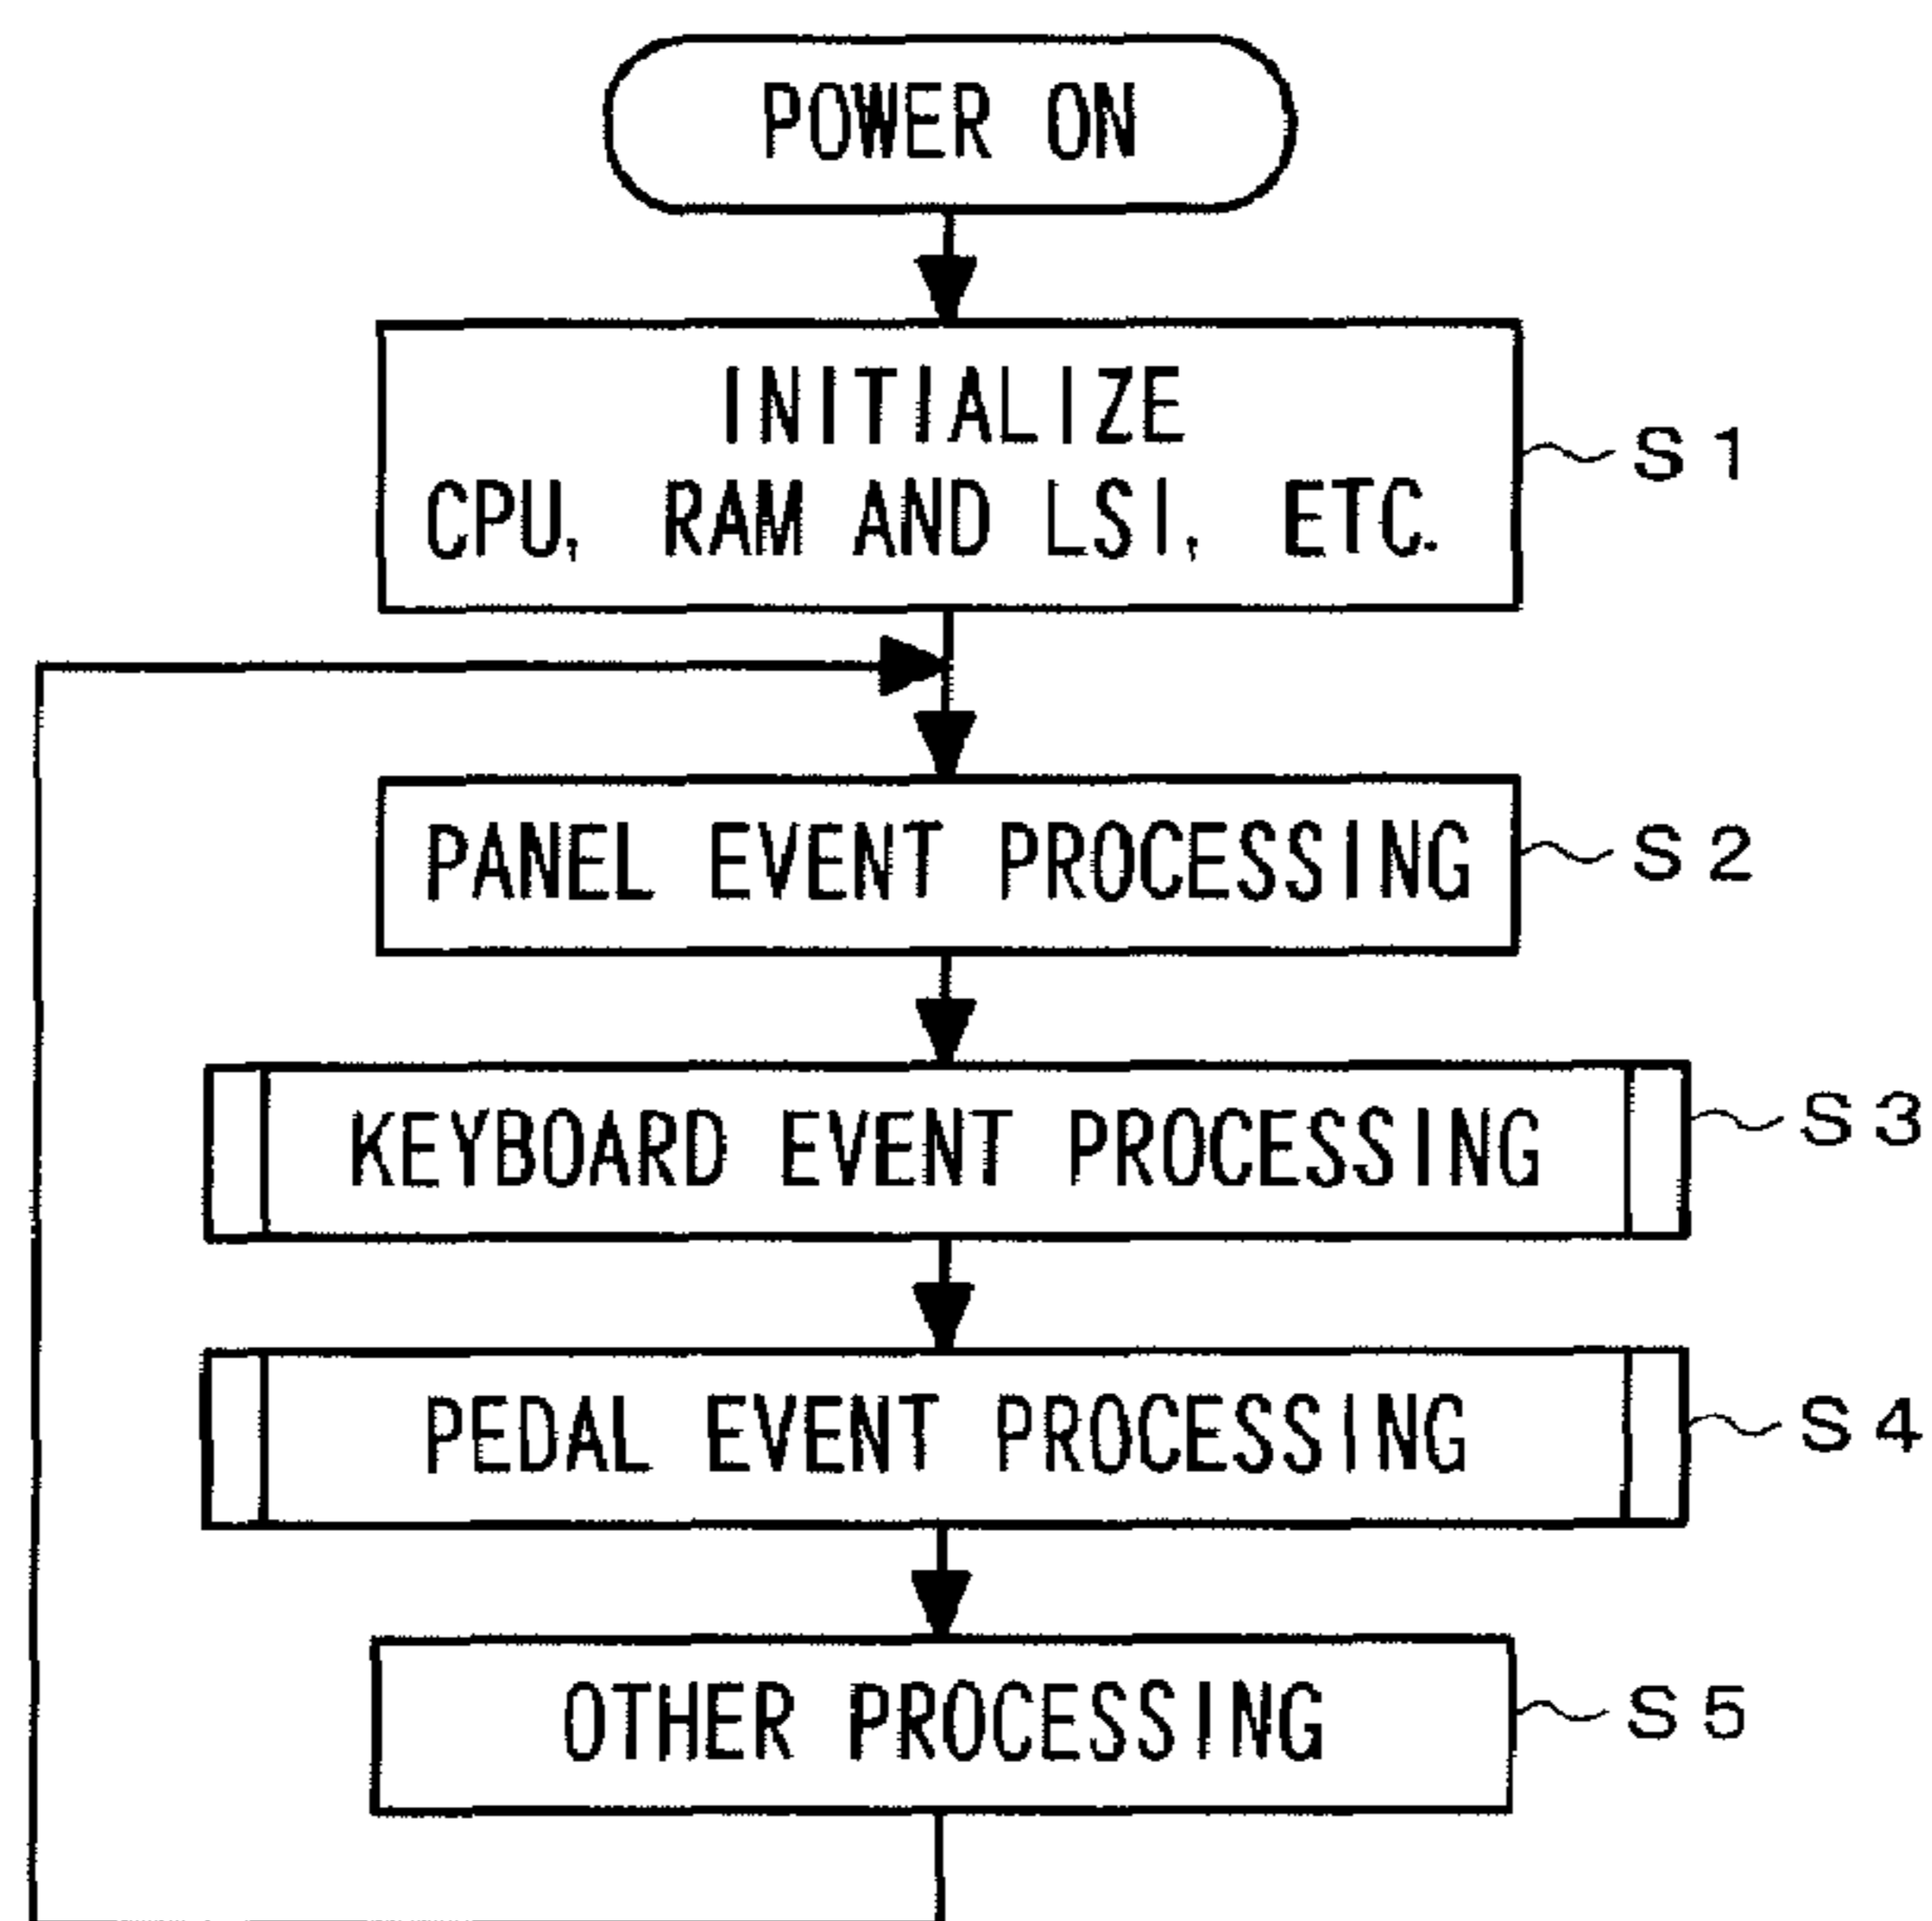 POWER ON
INITIALIZE
CPU, RAM AND LSI, ETC.
S1
PANEL EVENT PROCESSING
S2
KEYBOARD EVENT PROCESSING
S3
PEDAL EVENT PROCESSING
S4
OTHER PROCESSING
S5